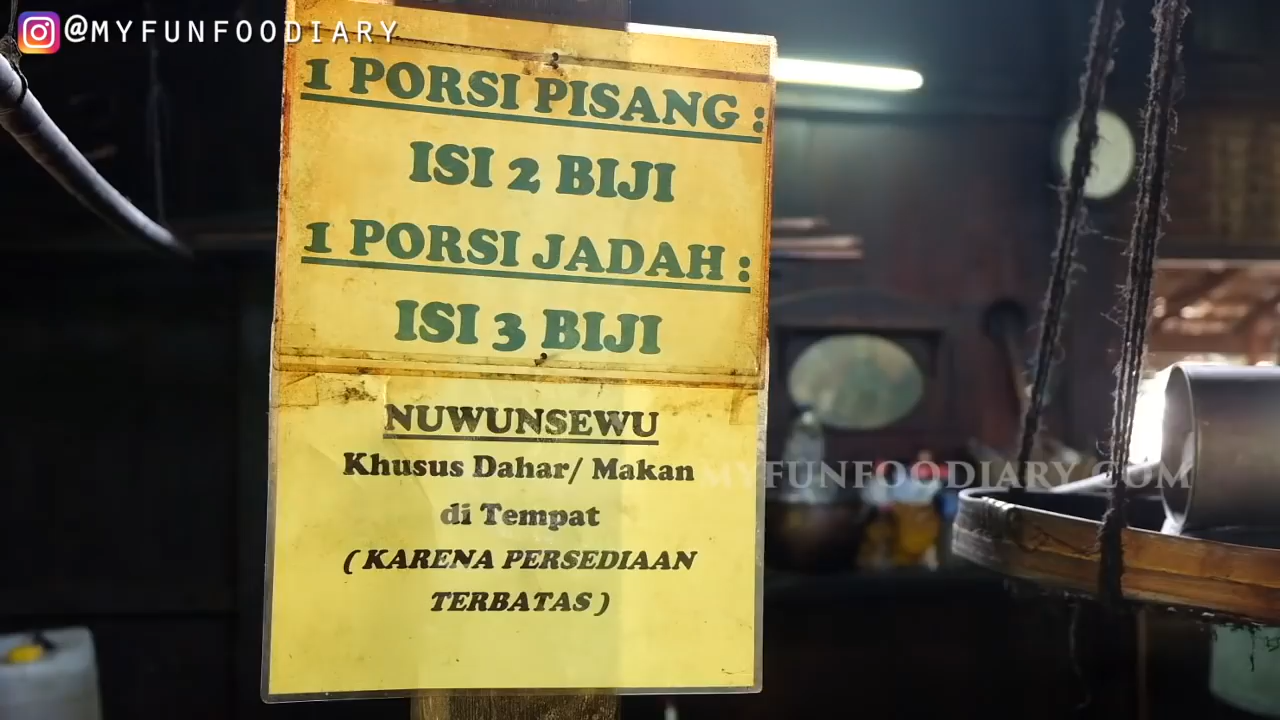 @MYFUNFOODIARY
1 PORSI PISANG :
ISI 2 BIJI
1 PORSI JADAH :
ISI 3 BIJI
NUWUNSEWU
Khusus Dahar/ Makan
di Tempat
( KARENA PERSEDIAAN
TERBATAS )
MYFUNFOODIARY.COM